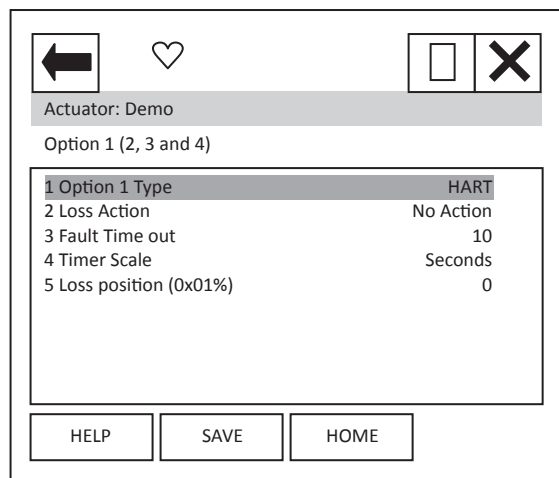 Actuator: Demo
Option 1 (2, 3 and 4)
1 Option 1 Type HART
2 Loss Action No Action
3 Fault Time out 10
4 Timer Scale Seconds
5 Loss position (0x01%) 0
HELP SAVE HOME